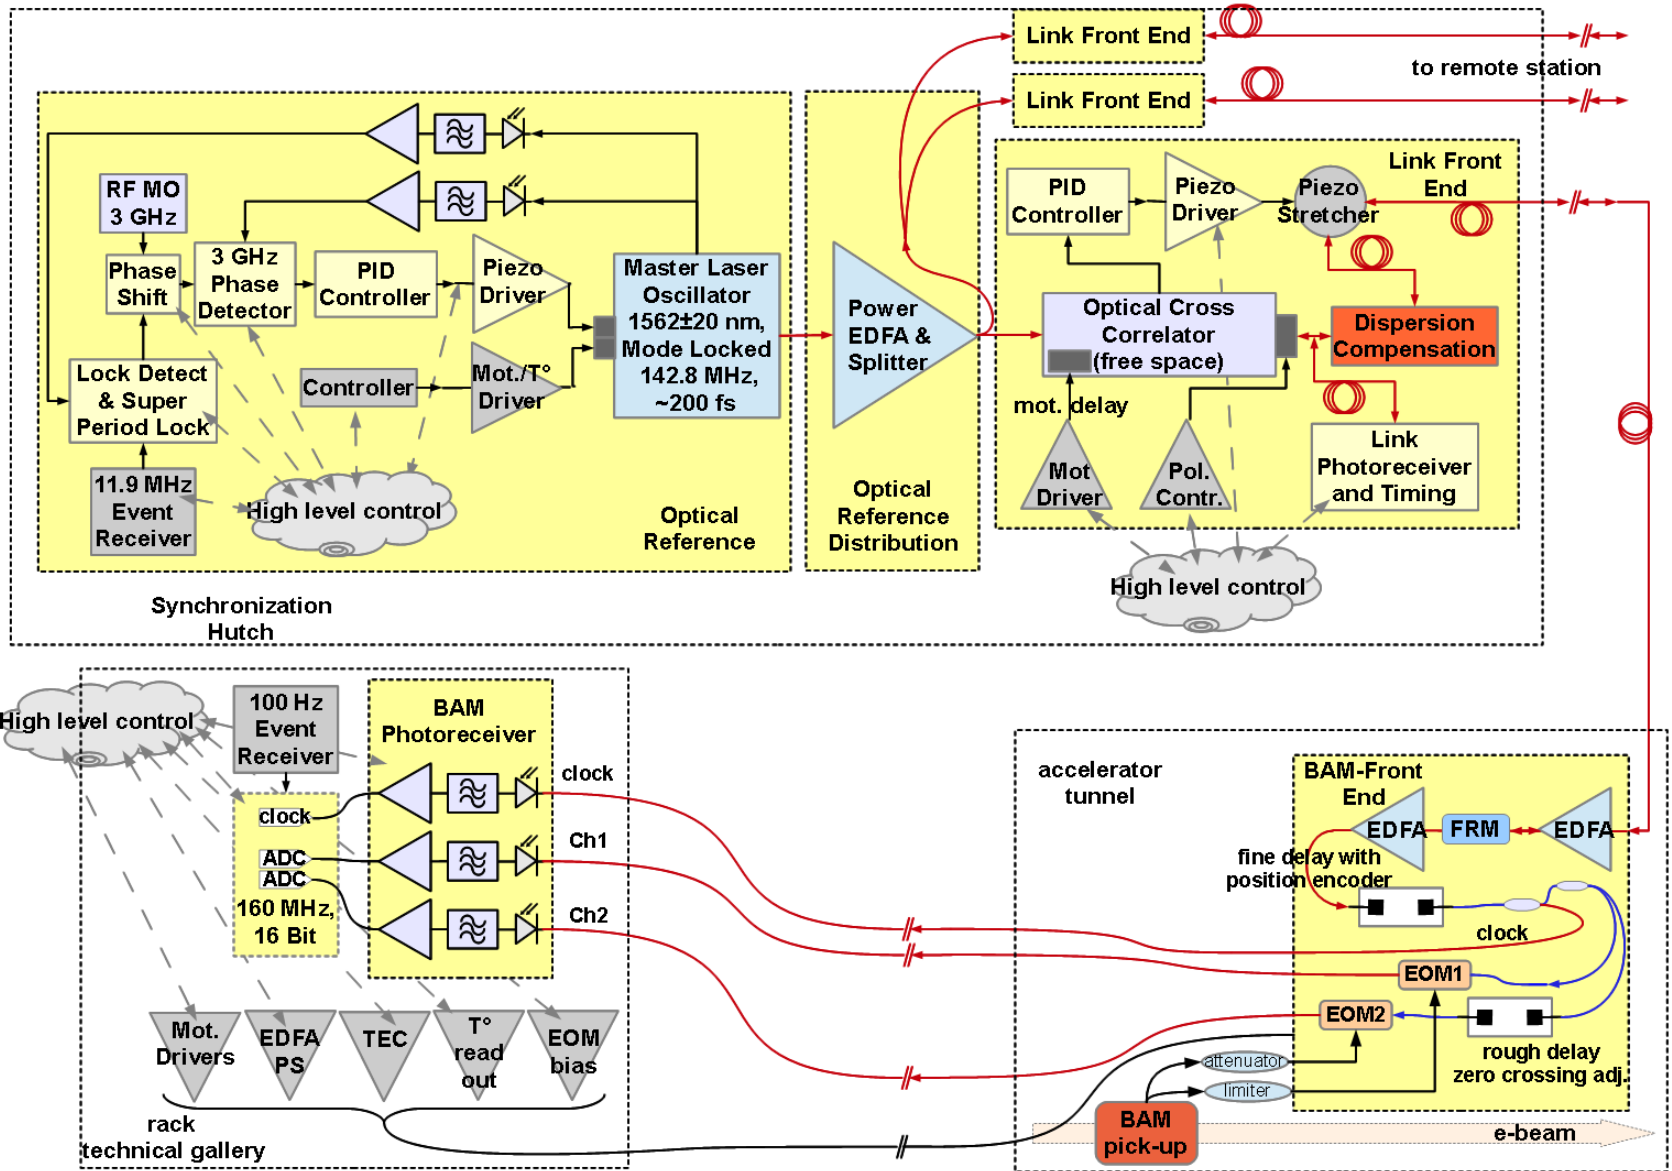 Link Front End
to remote station
Link Front End
RF MO
3 GHz
Phase
Shift
3 GHz
Phase
Detector
PID
Controller
Piezo
Driver
Master Laser
Oscillator
1562±20 nm,
Mode Locked
142.8 MHz,
~200 fs
Lock Detect
& Super
Period Lock
Controller
Mot./T°
Driver
11.9 MHz
Event
Receiver
High level control
Optical
Reference
Power
EDFA &
Splitter
Optical
Reference
Distribution
PID
Controller
Piezo
Driver
Piezo
Stretcher
Link Front
End
Optical Cross
Correlator
(free space)
Dispersion
Compensation
mot. delay
Mot
Driver
Pol.
Contr.
Link
Photoreceiver
and Timing
High level control
Synchronization
Hutch
High level control
100 Hz
Event
Receiver
BAM
Photoreceiver
clock
clock
Ch1
ADC
ADC
Ch2
160 MHz,
16 Bit
Mot.
Drivers
EDFA
PS
TEC
T°
read
out
EOM
bias
rack
technical gallery
accelerator
tunnel
BAM-Front
End
EDFA
FRM
EDFA
fine delay with
position encoder
clock
EOM1
EOM2
rough delay
zero crossing adj.
attenuator
limiter
BAM
pick-up
e-beam